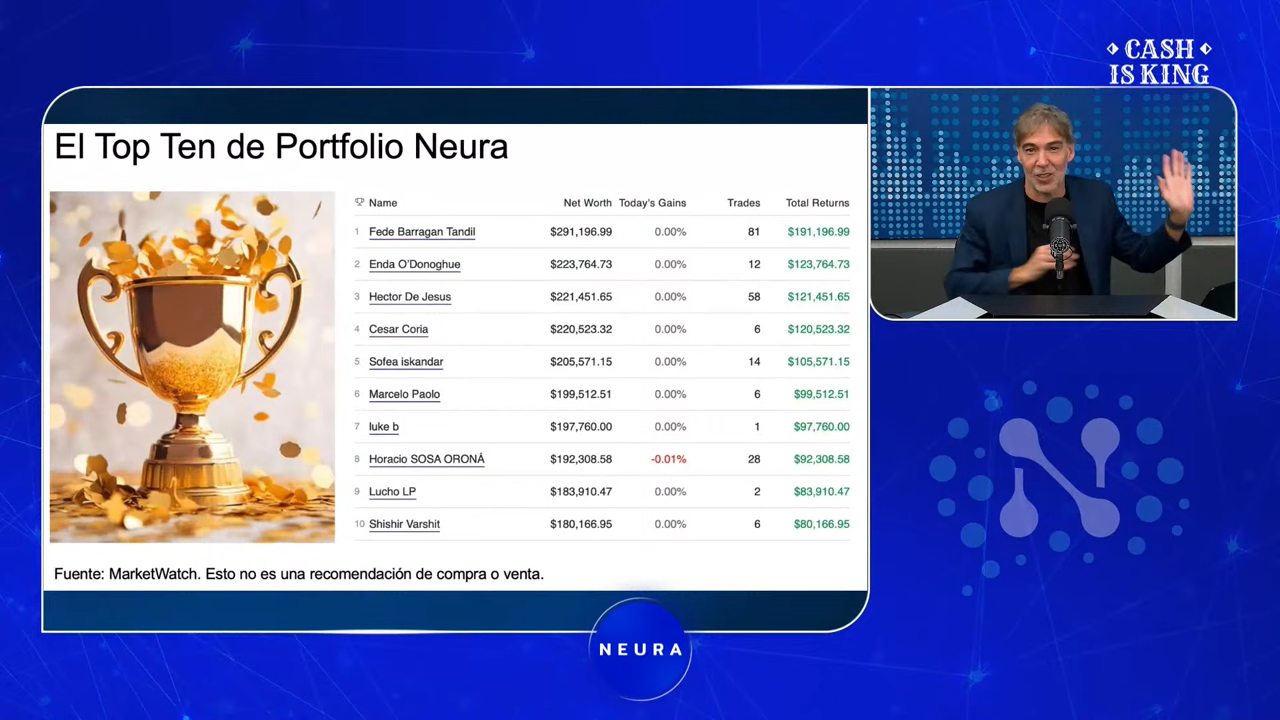 CASH
IS KING
El Top Ten de Portfolio Neura
Name Net Worth Today's Gains Trades Total Returns
1 Fede Barragan Tandil $291,196.99 0.00% 81 $191,196.99
2 Enda O'Donoghue $223,764.73 0.00% 12 $123,764.73
3 Hector De Jesus $221,451.65 0.00% 58 $121,451.65
4 Cesar Coria $220,523.32 0.00% 6 $120,523.32
5 Sofea iskandar $205,571.15 0.00% 14 $105,571.15
6 Marcelo Paolo $199,512.51 0.00% 6 $99,512.51
7 luke b $197,760.00 0.00% 1 $97,760.00
8 Horacio SOSA ORONÁ $192,308.58 -0.01% 28 $92,308.58
9 Lucho LP $183,910.47 0.00% 2 $83,910.47
10 Shishir Varshit $180,166.95 0.00% 6 $80,166.95
Fuente: MarketWatch. Esto no es una recomendación de compra o venta.
NEURA